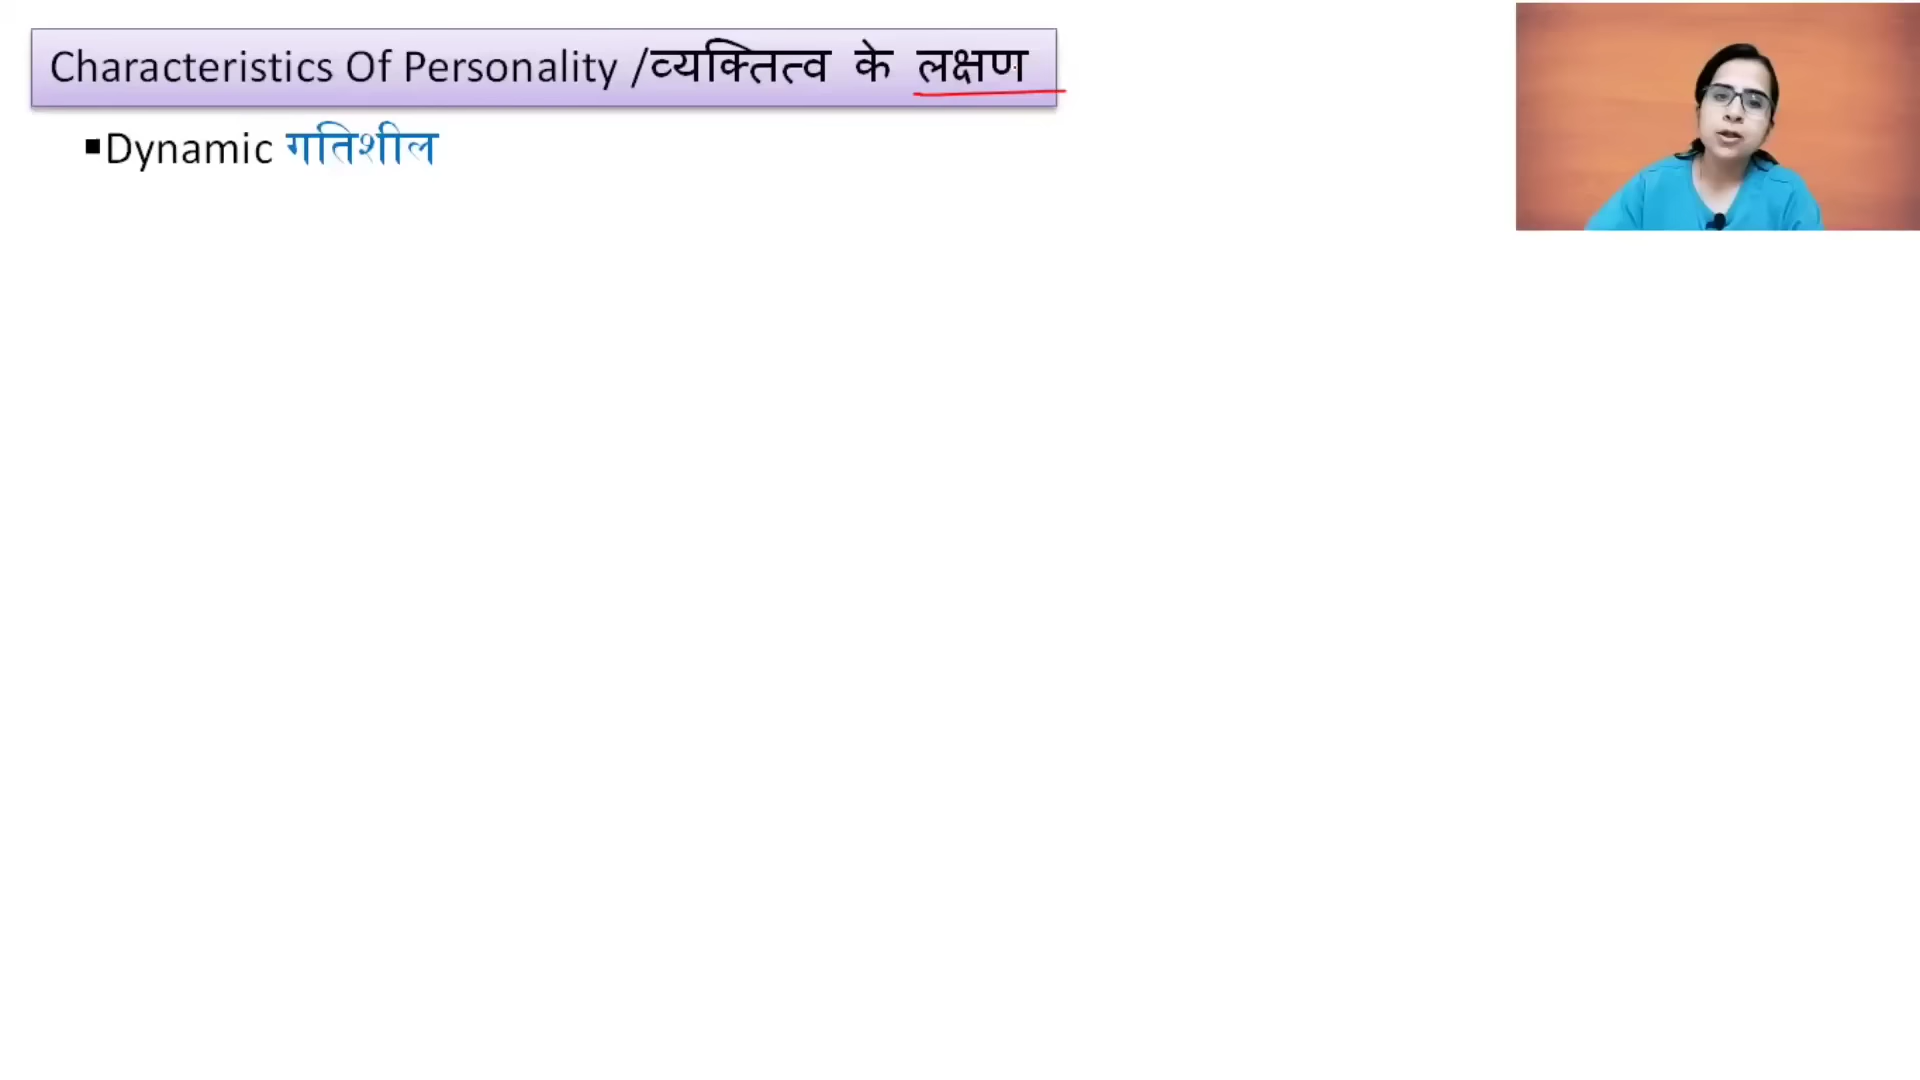 Characteristics Of Personality /व्यक्तित्व के लक्षण
▪Dynamic गतिशील